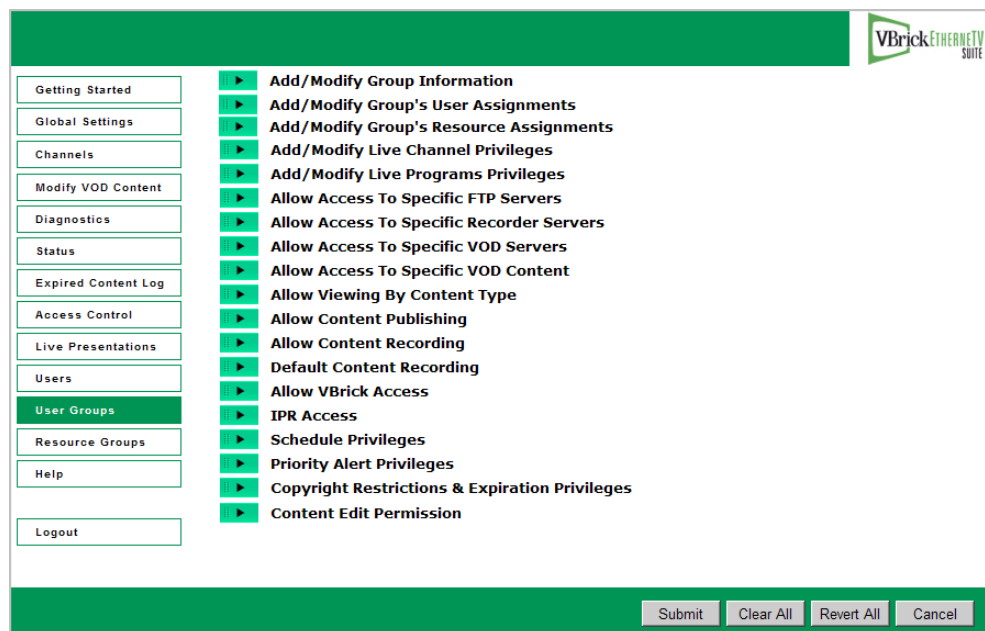 VBrick ETHERNETV
SUITE
Getting Started
Global Settings
Channels
Modify VOD Content
Diagnostics
Status
Expired Content Log
Access Control
Live Presentations
Users
User Groups
Resource Groups
Help
Logout
Add/Modify Group Information
Add/Modify Group's User Assignments
Add/Modify Group's Resource Assignments
Add/Modify Live Channel Privileges
Add/Modify Live Programs Privileges
Allow Access To Specific FTP Servers
Allow Access To Specific Recorder Servers
Allow Access To Specific VOD Servers
Allow Access To Specific VOD Content
Allow Viewing By Content Type
Allow Content Publishing
Allow Content Recording
Default Content Recording
Allow VBrick Access
IPR Access
Schedule Privileges
Priority Alert Privileges
Copyright Restrictions & Expiration Privileges
Content Edit Permission
Submit Clear All Revert All Cancel